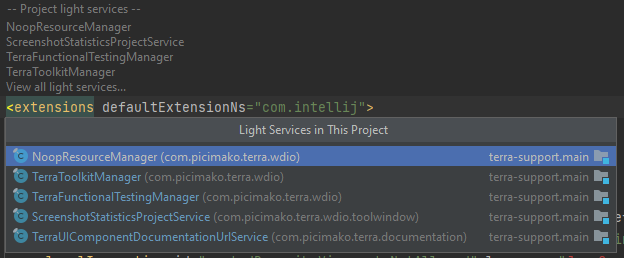 -- Project light services --
NoopResourceManager
ScreenshotStatisticsProjectService
TerraFunctionalTestingManager
TerraToolkitManager
View all light services...
<extensions defaultExtensionNs="com.intellij">
Light Services in This Project
NoopResourceManager (com.picimako.terra.wdio) terra-support.main
TerraToolkitManager (com.picimako.terra.wdio) terra-support.main
TerraFunctionalTestingManager (com.picimako.terra.wdio) terra-support.main
ScreenshotStatisticsProjectService (com.picimako.terra.wdio.toolwindow) terra-support.main
TerraUIComponentDocumentationUrlService (com.picimako.terra.documentation) terra-support.main